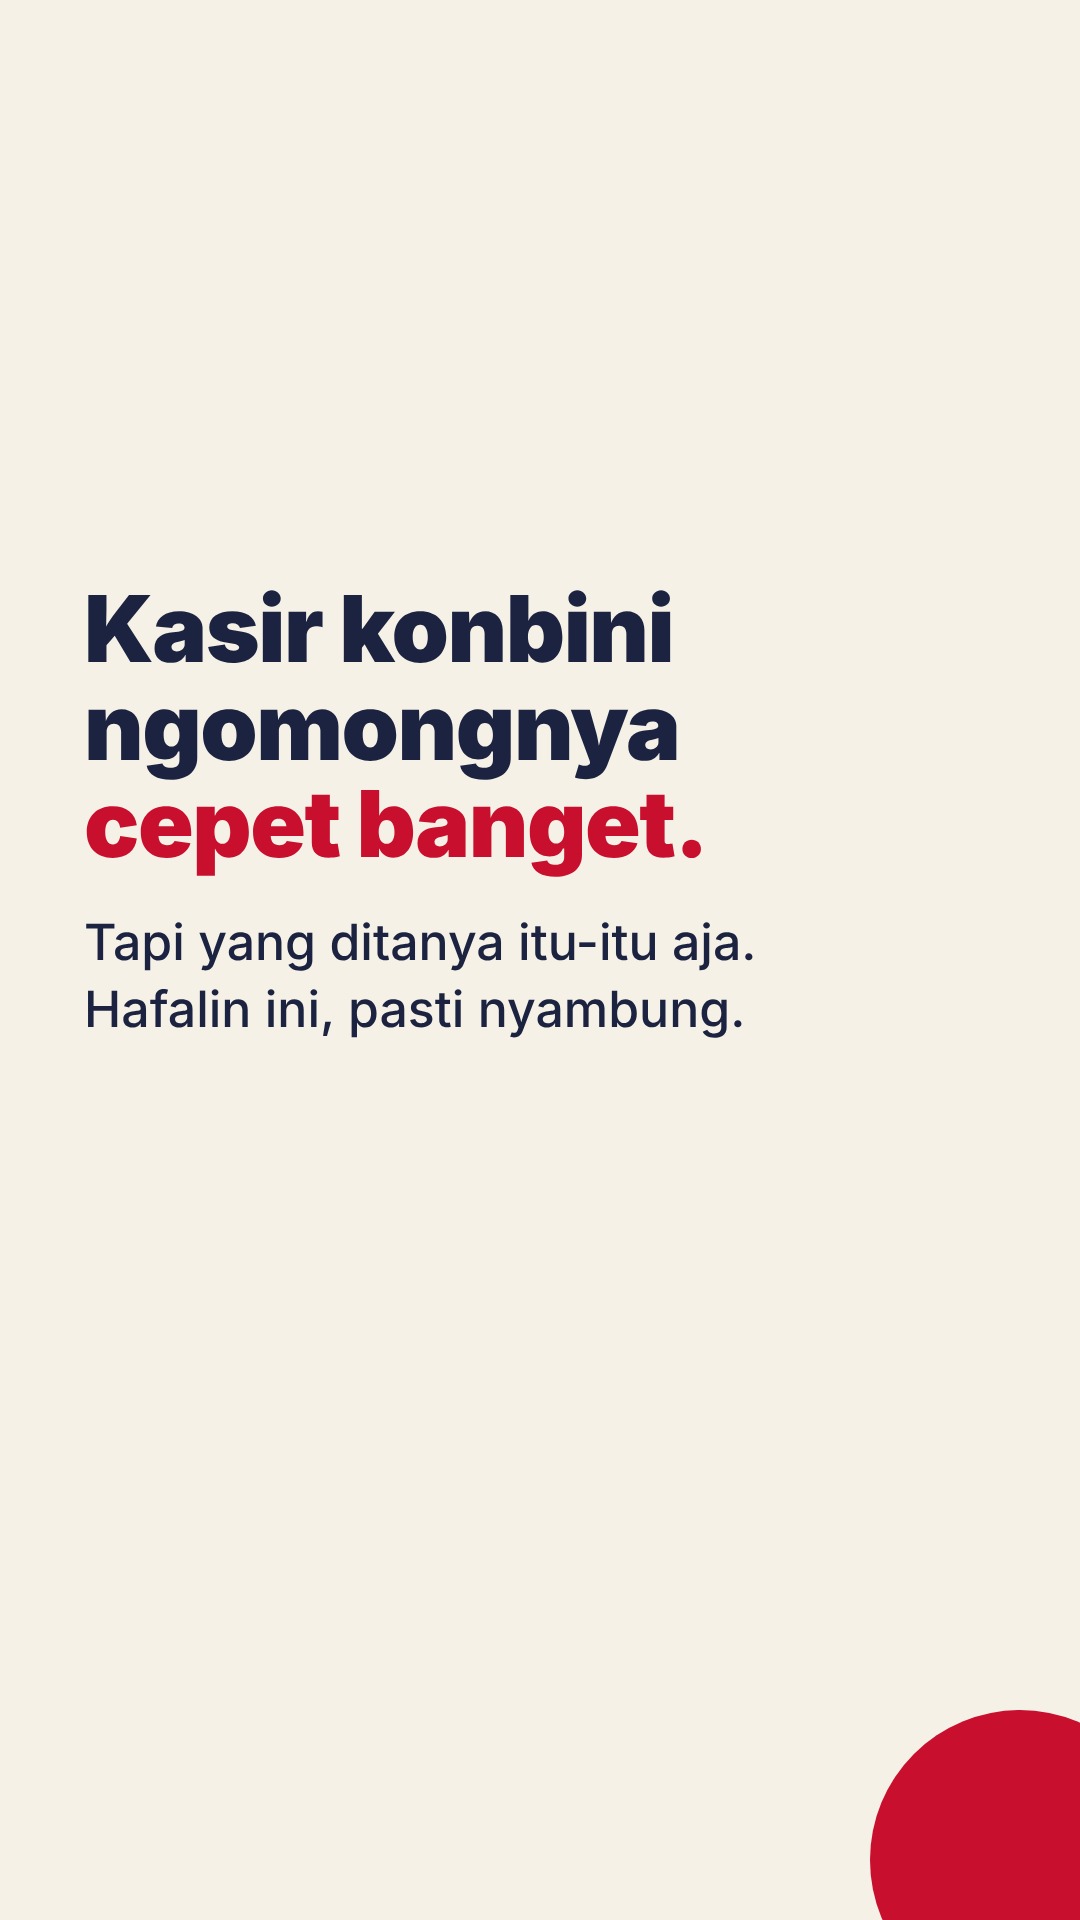 Kasir konbini
ngomongnya
cepet banget.
Tapi yang ditanya itu-itu aja.
Hafalin ini, pasti nyambung.